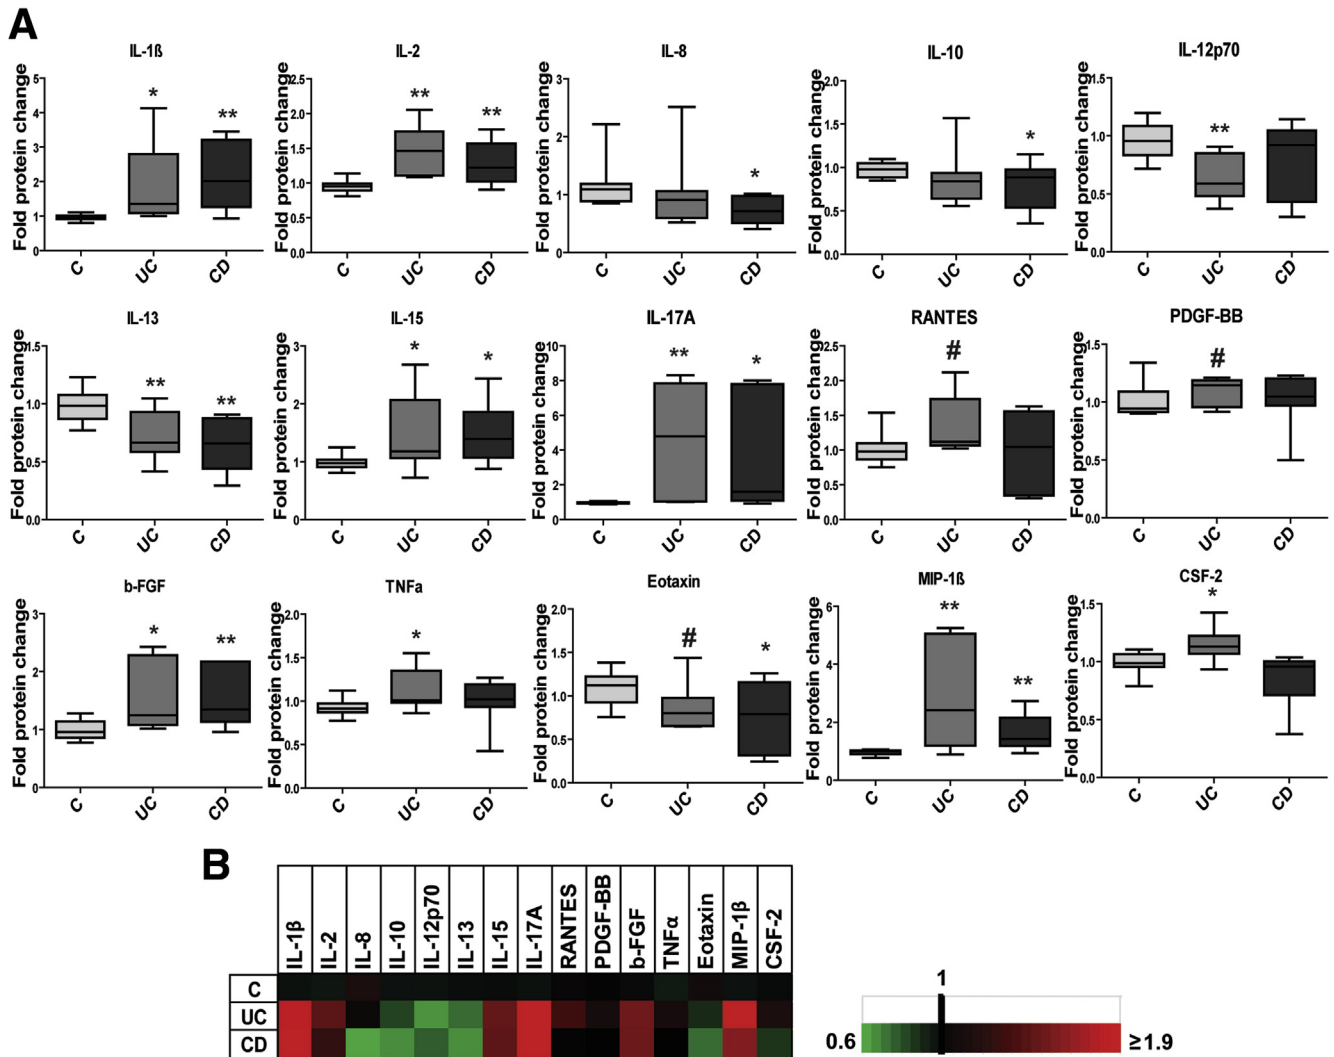 A
IL-1ß
Fold protein change
5
4
3
2
1
0
*
**
C
UC
CD
IL-2
Fold protein change
2.5
2.0
1.5
1.0
0.5
0.0
**
**
C
UC
CD
IL-8
Fold protein change
3
2
1
0
*
C
UC
CD
IL-10
Fold protein change
2.0
1.5
1.0
0.5
0.0
*
C
UC
CD
IL-12p70
Fold protein change
1.5
1.0
0.5
0.0
**
C
UC
CD
IL-13
Fold protein change
1.5
1.0
0.5
0.0
**
**
C
UC
CD
IL-15
Fold protein change
3
2
1
0
*
*
C
UC
CD
IL-17A
Fold protein change
10
8
6
4
2
0
**
*
C
UC
CD
RANTES
Fold protein change
2.5
2.0
1.5
1.0
0.5
0.0
#
C
UC
CD
PDGF-BB
Fold protein change
1.5
1.0
0.5
0.0
#
C
UC
CD
b-FGF
Fold protein change
3
2
1
0
*
**
C
UC
CD
TNFa
Fold protein change
2.0
1.5
1.0
0.5
0.0
*
C
UC
CD
Eotaxin
Fold protein change
2.0
1.5
1.0
0.5
0.0
#
*
C
UC
CD
MIP-1ß
Fold protein change
6
4
2
0
**
**
C
UC
CD
CSF-2
Fold protein change
1.5
1.0
0.5
0.0
*
C
UC
CD
B
IL-1β
IL-2
IL-8
IL-10
IL-12p70
IL-13
IL-15
IL-17A
RANTES
PDGF-BB
b-FGF
TNFα
Eotaxin
MIP-1β
CSF-2
C
UC
CD
1
0.6
≥1.9